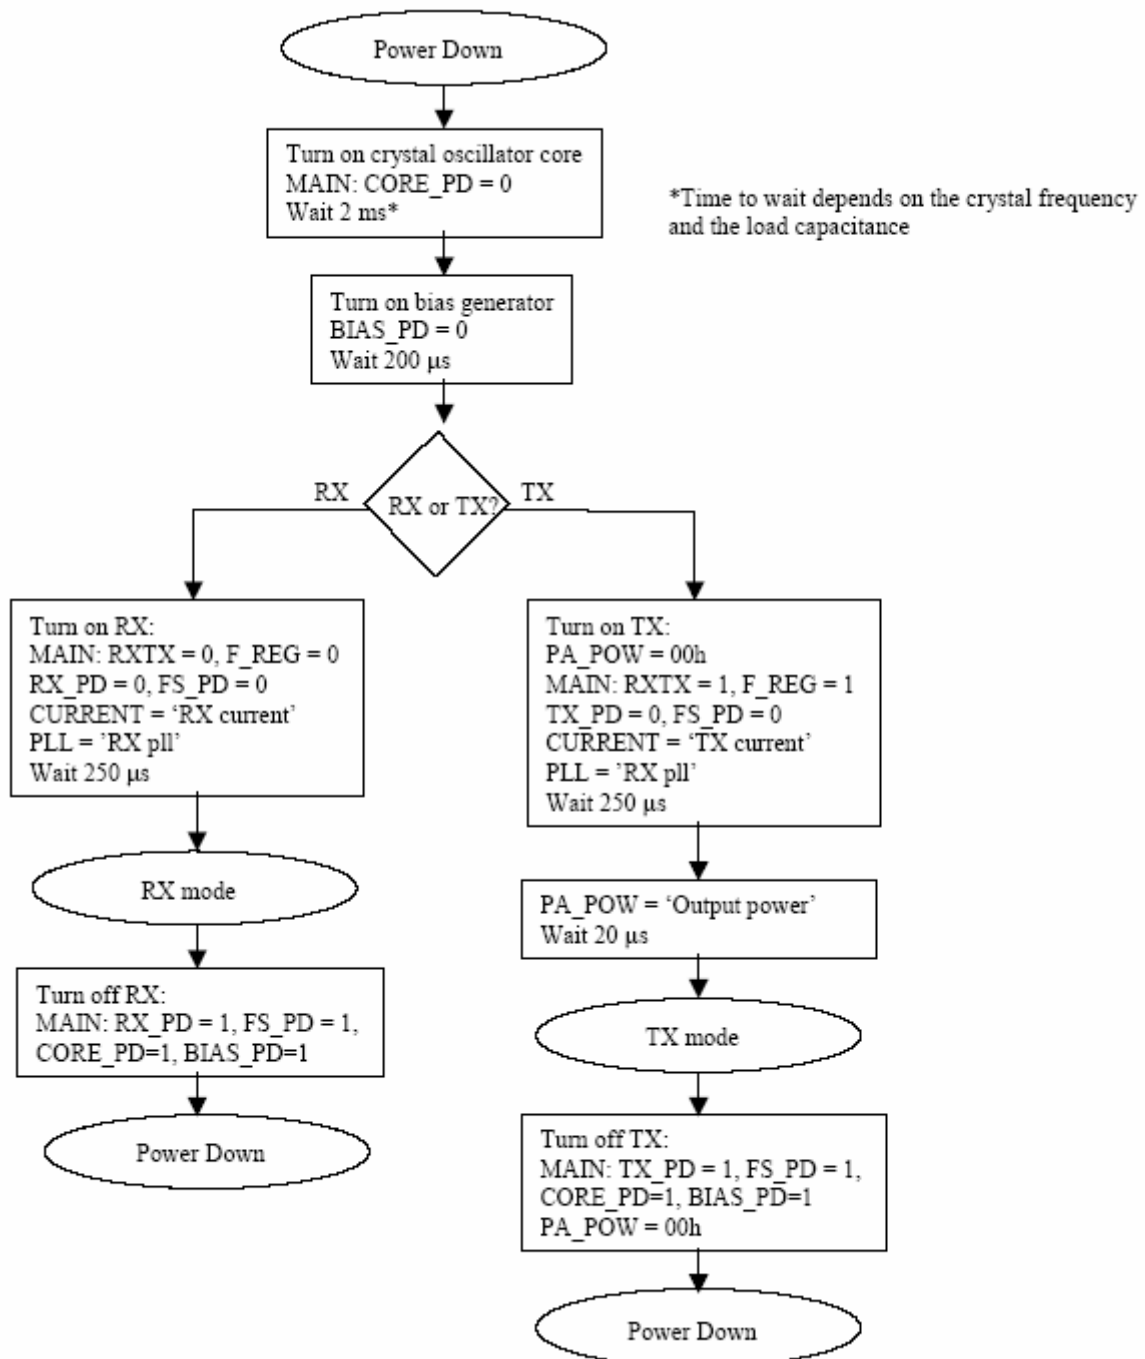 Power Down
Turn on crystal oscillator core
MAIN: CORE_PD = 0
Wait 2 ms*
*Time to wait depends on the crystal frequency
and the load capacitance
Turn on bias generator
BIAS_PD = 0
Wait 200 μs
RX
RX or TX?
TX
Turn on RX:
MAIN: RXTX = 0, F_REG = 0
RX_PD = 0, FS_PD = 0
CURRENT = ‘RX current’
PLL = ’RX pll’
Wait 250 μs
RX mode
Turn off RX:
MAIN: RX_PD = 1, FS_PD = 1,
CORE_PD=1, BIAS_PD=1
Power Down
Turn on TX:
PA_POW = 00h
MAIN: RXTX = 1, F_REG = 1
TX_PD = 0, FS_PD = 0
CURRENT = ‘TX current’
PLL = ’RX pll’
Wait 250 μs
PA_POW = ‘Output power’
Wait 20 μs
TX mode
Turn off TX:
MAIN: TX_PD = 1, FS_PD = 1,
CORE_PD=1, BIAS_PD=1
PA_POW = 00h
Power Down